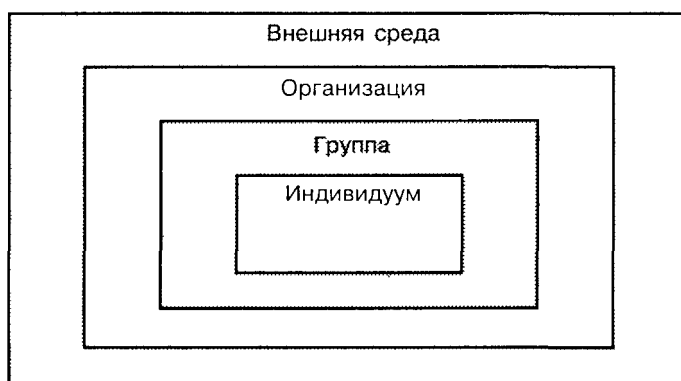 Внешняя среда
Организация
Группа
Индивидуум